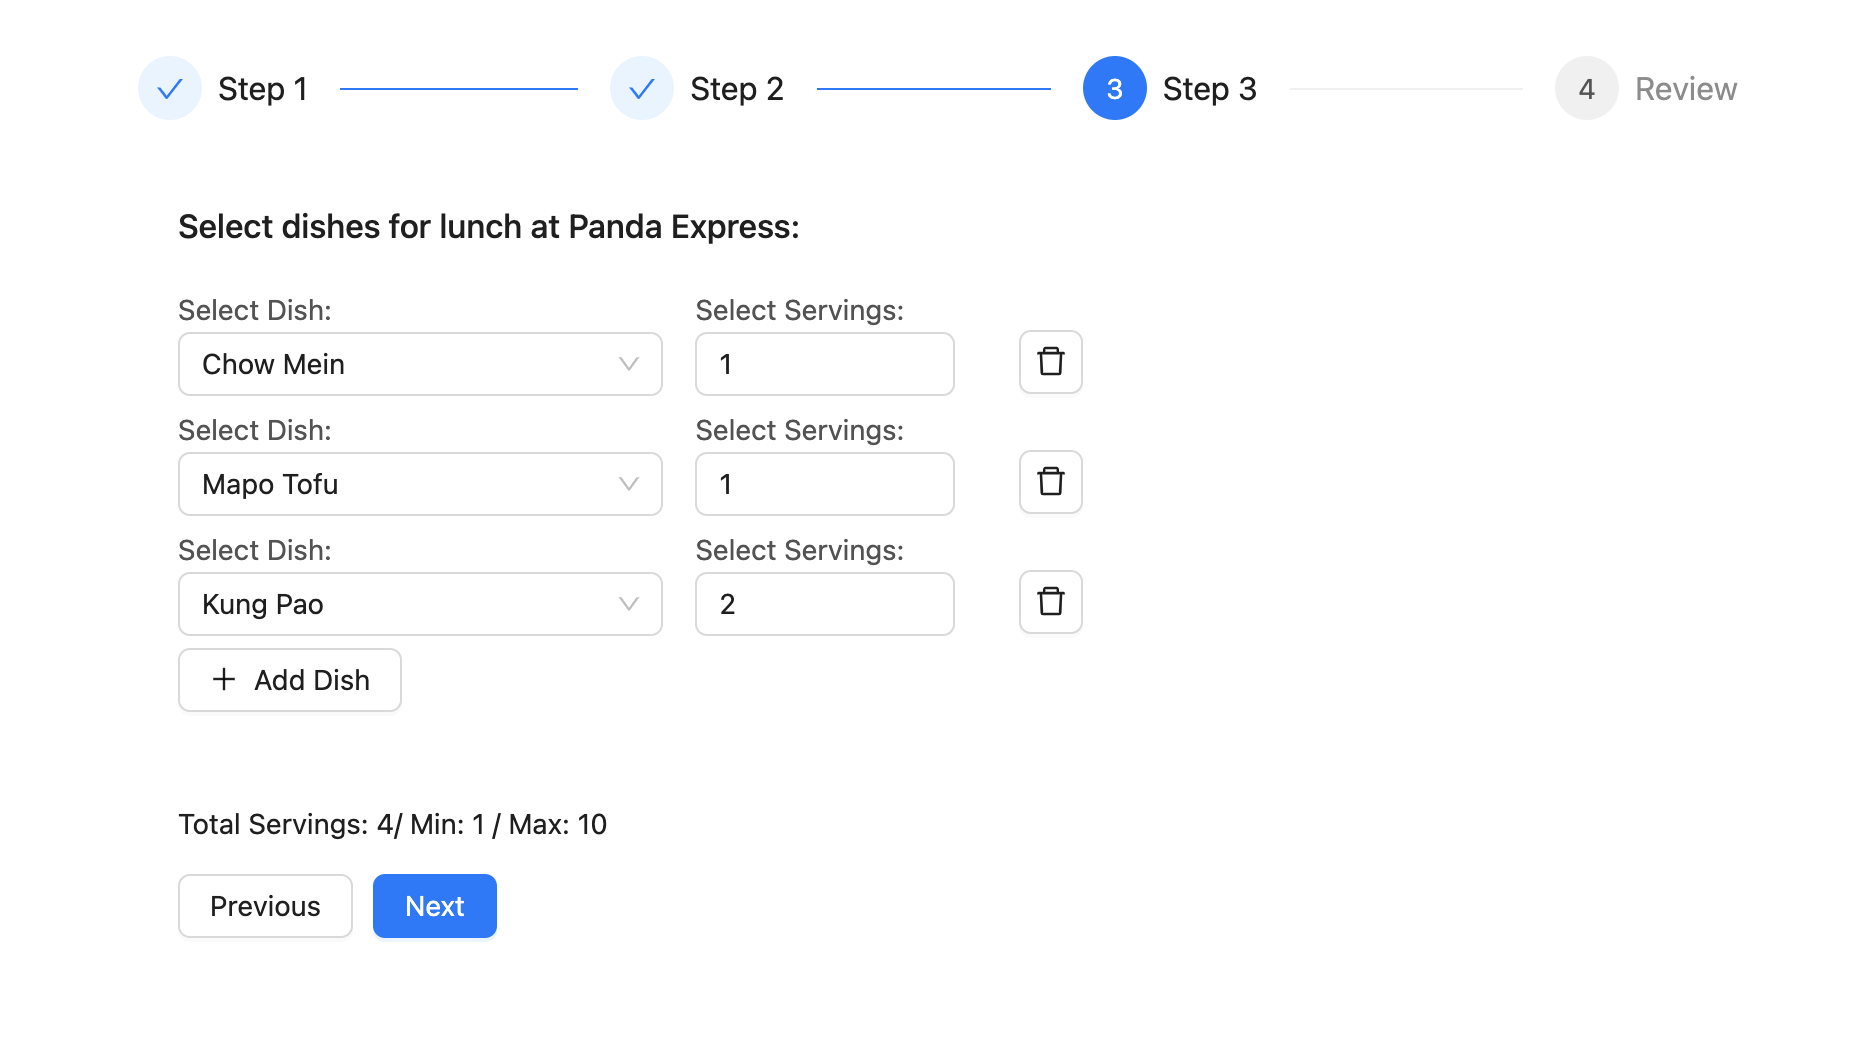 Step 1
Step 2
3 Step 3
4 Review
Select dishes for lunch at Panda Express:
Select Dish: Select Servings:
Chow Mein 1
Select Dish: Select Servings:
Mapo Tofu 1
Select Dish: Select Servings:
Kung Pao 2
+ Add Dish
Total Servings: 4/ Min: 1 / Max: 10
Previous Next